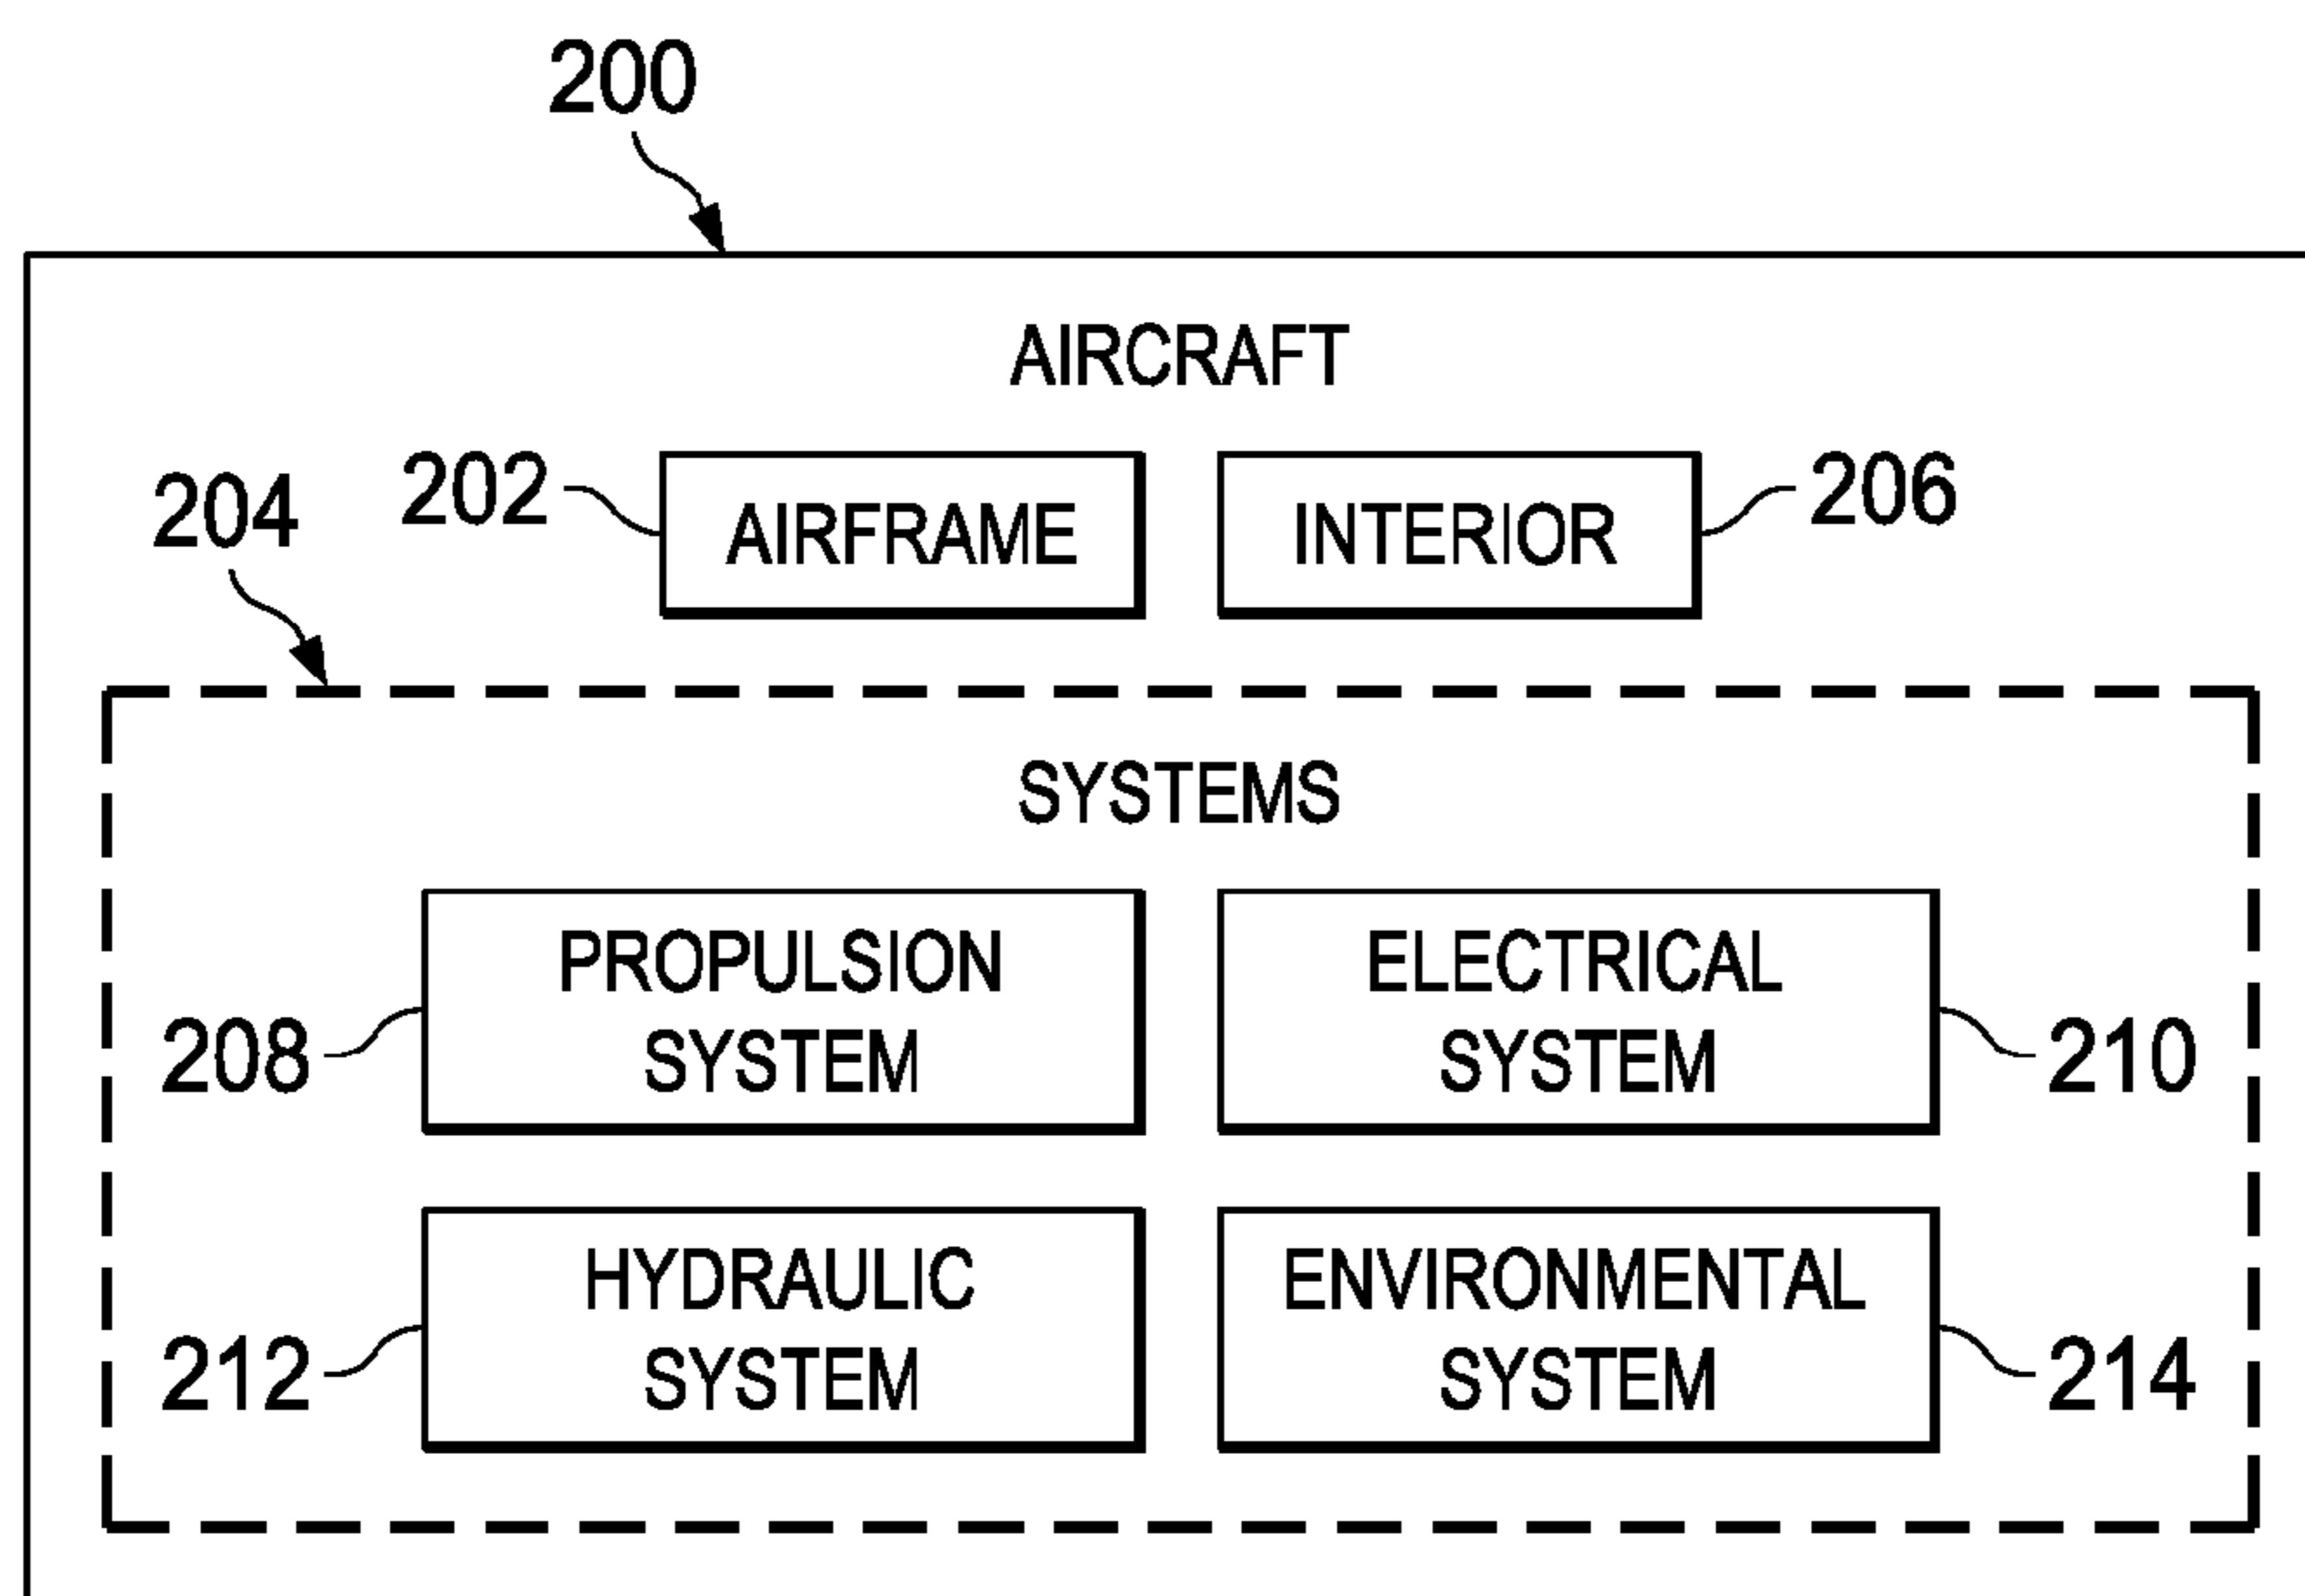 200
AIRCRAFT
204
202
AIRFRAME
INTERIOR
206
SYSTEMS
208
PROPULSION
SYSTEM
ELECTRICAL
SYSTEM
210
212
HYDRAULIC
SYSTEM
ENVIRONMENTAL
SYSTEM
214